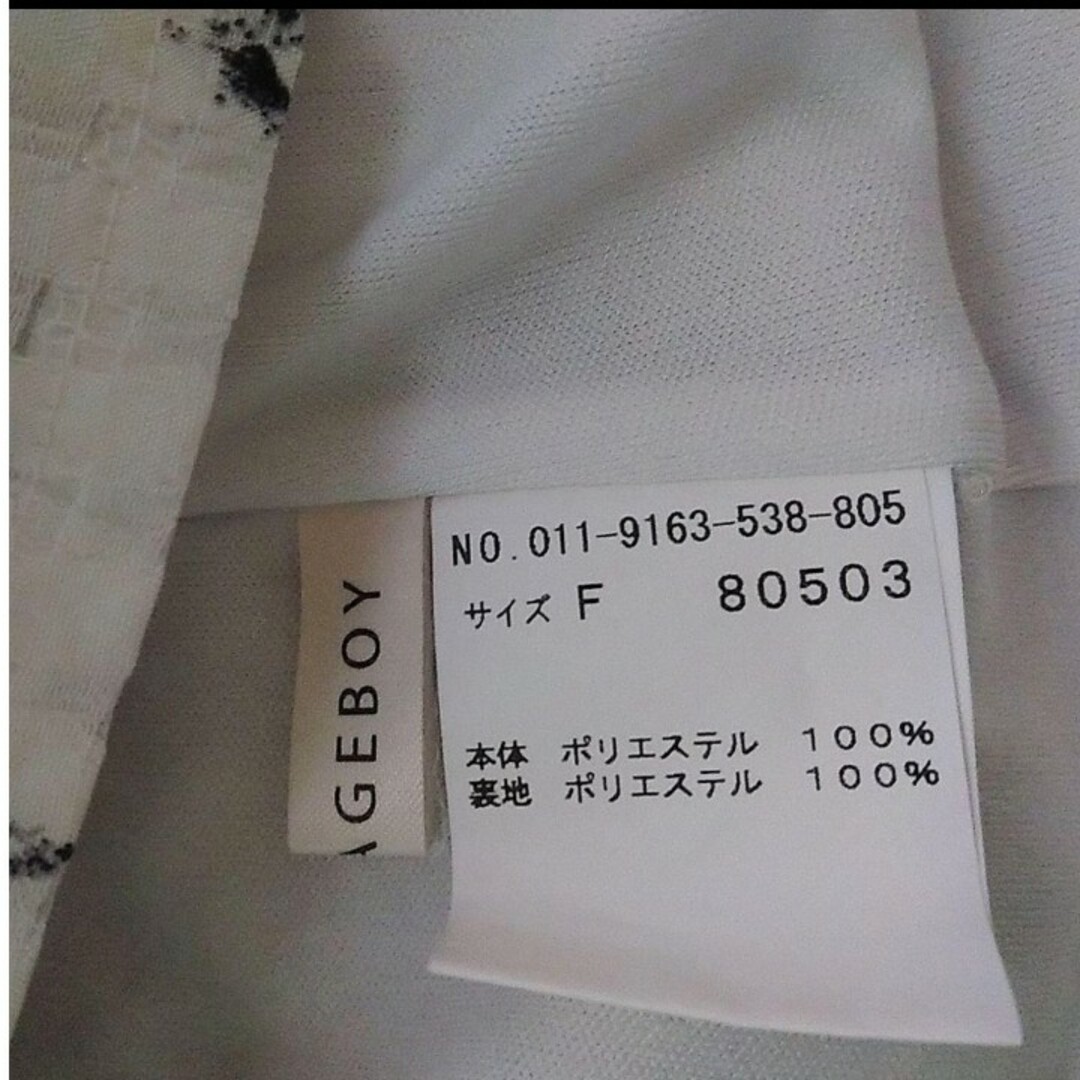 NO.011-9163-538-805
サイズ F 80503
本体 ポリエステル 100%
裏地 ポリエステル 100%
AGEBOY